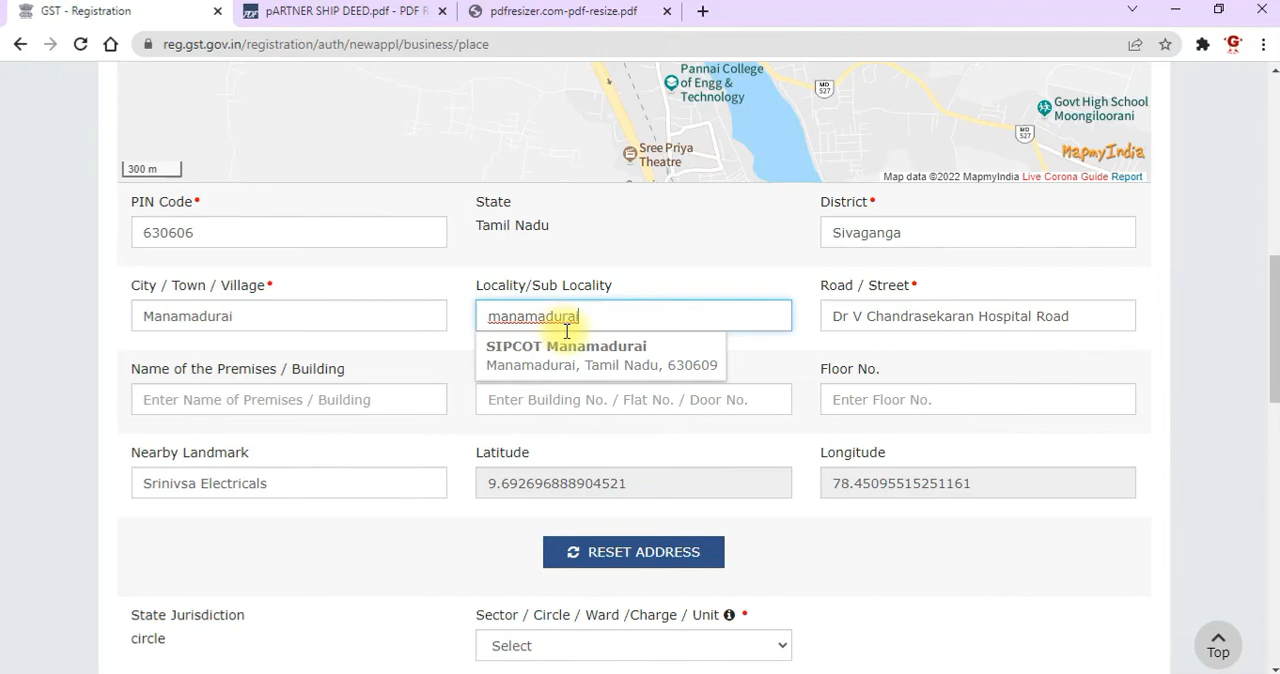 GST - Registration
pARTNER SHIP DEED.pdf - PDF R
pdfresizer.com-pdf-resize.pdf
reg.gst.gov.in/registration/auth/newappl/business/place
Pannai College
of Engg &
Technology
MD
527
Govt High School
Moongiloorani
MD
527
Sree Priya
Theatre
MapmyIndia
300 m
Map data ©2022 MapmyIndia Live Corona Guide Report
PIN Code•
State
District•
630606
Tamil Nadu
Sivaganga
City / Town / Village•
Locality/Sub Locality
Road / Street•
Manamadurai
manamadurai
Dr V Chandrasekaran Hospital Road
SIPCOT Manamadurai
Manamadurai, Tamil Nadu, 630609
Name of the Premises / Building
Floor No.
Enter Name of Premises / Building
Enter Building No. / Flat No. / Door No.
Enter Floor No.
Nearby Landmark
Latitude
Longitude
Srinivsa Electricals
9.692696888904521
78.45095515251161
RESET ADDRESS
State Jurisdiction
Sector / Circle / Ward /Charge / Unit •
circle
Select
Top